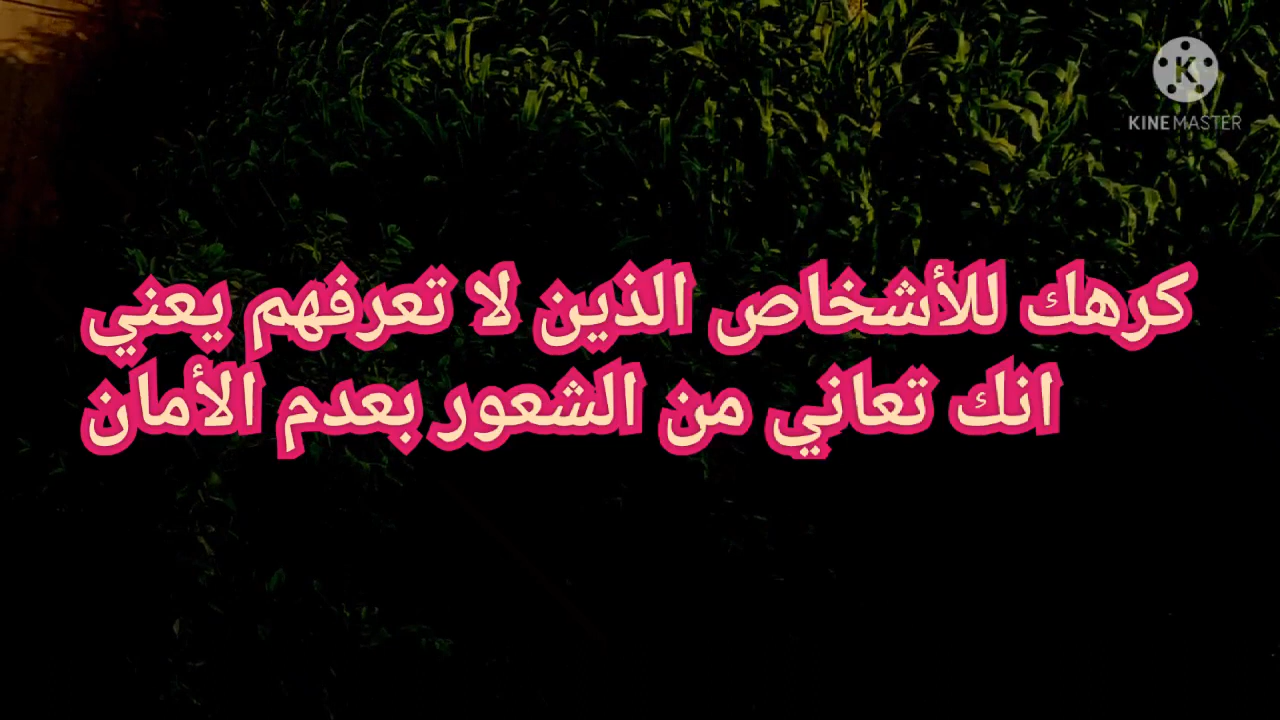 KINEMASTER
كرهك للأشخاص الذين لا تعرفهم يعني
انك تعاني من الشعور بعدم الأمان